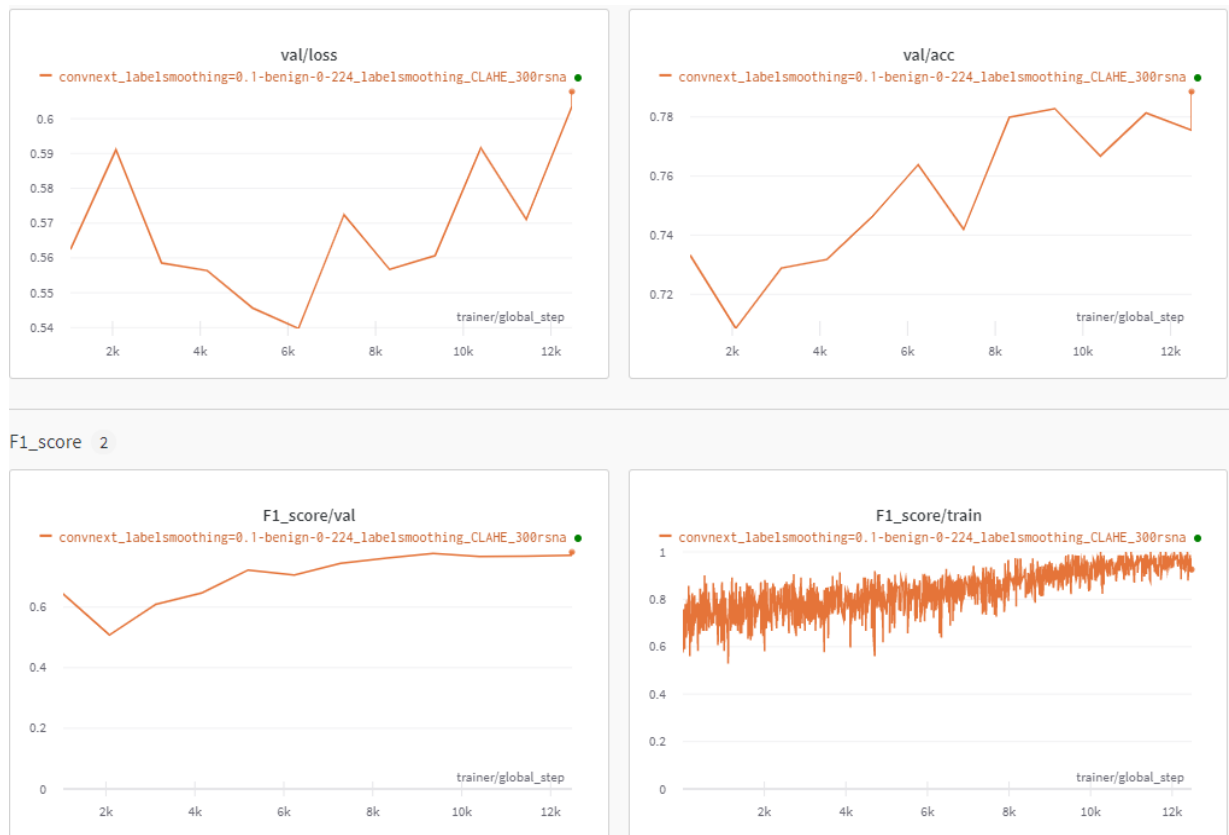 val/loss
convnext_labelsmoothing=0.1-benign-0-224_labelsmoothing_CLAHE_300rsna
0.6
0.59
0.58
0.57
0.56
0.55
0.54
trainer/global_step
2k 4k 6k 8k 10k 12k
val/acc
convnext_labelsmoothing=0.1-benign-0-224_labelsmoothing_CLAHE_300rsna
0.78
0.76
0.74
0.72
trainer/global_step
2k 4k 6k 8k 10k 12k
F1_score 2
F1_score/val
convnext_labelsmoothing=0.1-benign-0-224_labelsmoothing_CLAHE_300rsna
0.6
0.4
0.2
0
trainer/global_step
2k 4k 6k 8k 10k 12k
F1_score/train
convnext_labelsmoothing=0.1-benign-0-224_labelsmoothing_CLAHE_300rsna
1
0.8
0.6
0.4
0.2
0
trainer/global_step
2k 4k 6k 8k 10k 12k